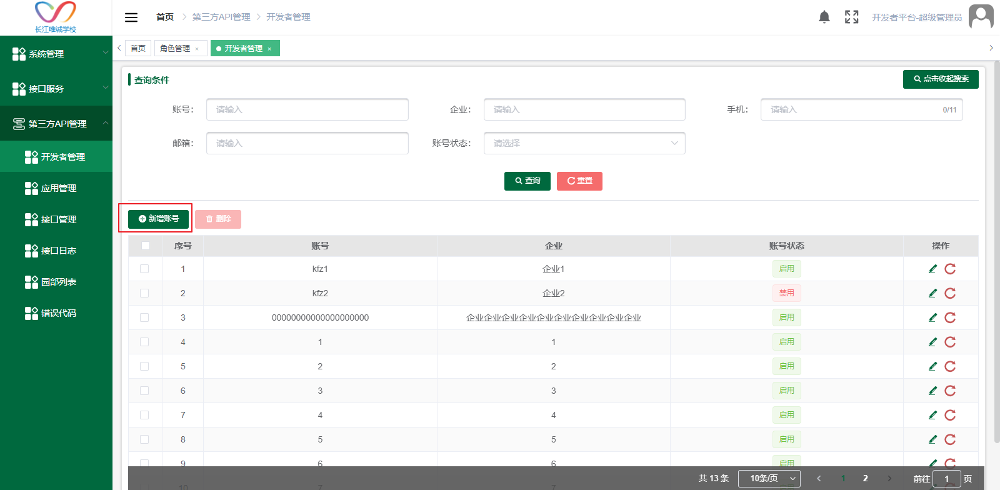 长江唯诚学校
首页 第三方API管理 开发者管理
开发者平台-超级管理员
首页 角色管理 × 开发者管理 ×
系统管理
接口服务
第三方API管理
开发者管理
应用管理
接口管理
接口日志
园部列表
错误代码
查询条件
点击收起搜索
账号： 请输入 企业： 请输入 手机： 请输入 0/11
邮箱： 请输入 账号状态： 请选择
查询 重置
新增账号 删除
序号 账号 企业 账号状态 操作
1 kfz1 企业1 启用
2 kfz2 企业2 禁用
3 00000000000000000000 企业企业企业企业企业企业企业企业企业企业 启用
4 1 1 启用
5 2 2 启用
6 3 3 启用
7 4 4 启用
8 5 5 启用
9 6 6 启用
10 7 7
共 13 条 10条/页 1 2 前往 1 页